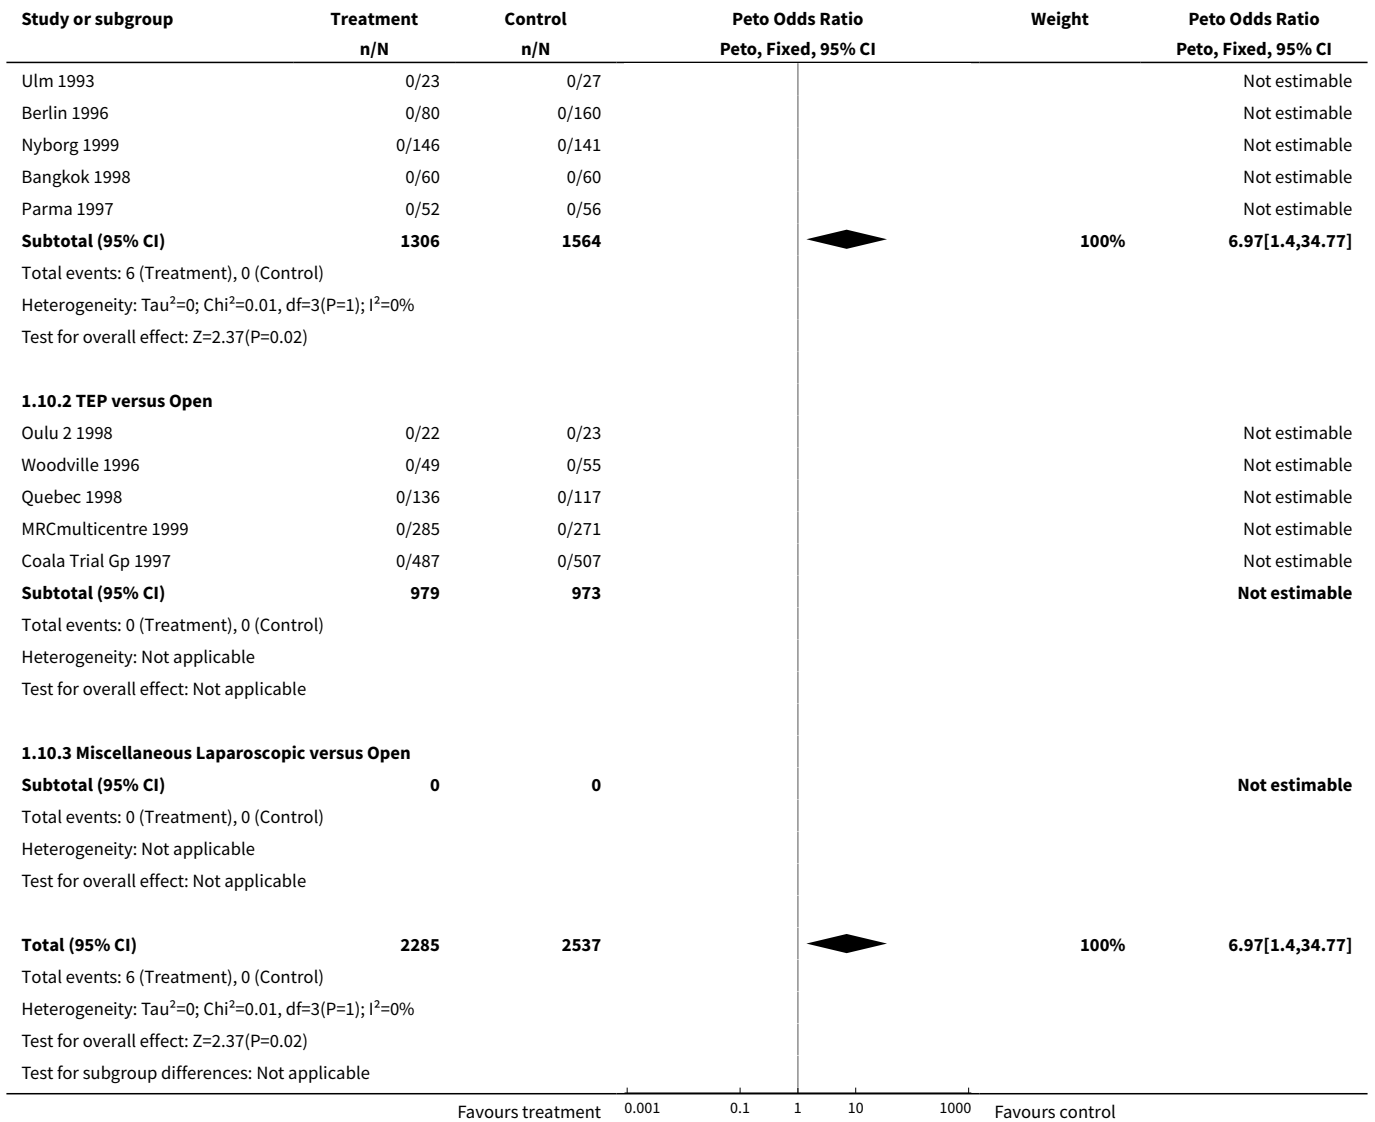 Study or subgroup Treatment Control Peto Odds Ratio Weight Peto Odds Ratio
n/N n/N Peto, Fixed, 95% CI Peto, Fixed, 95% CI
Ulm 1993 0/23 0/27 Not estimable
Berlin 1996 0/80 0/160 Not estimable
Nyborg 1999 0/146 0/141 Not estimable
Bangkok 1998 0/60 0/60 Not estimable
Parma 1997 0/52 0/56 Not estimable
Subtotal (95% CI) 1306 1564 100% 6.97[1.4,34.77]
Total events: 6 (Treatment), 0 (Control)
Heterogeneity: Tau²=0; Chi²=0.01, df=3(P=1); I²=0%
Test for overall effect: Z=2.37(P=0.02)
1.10.2 TEP versus Open
Oulu 2 1998 0/22 0/23 Not estimable
Woodville 1996 0/49 0/55 Not estimable
Quebec 1998 0/136 0/117 Not estimable
MRCmulticentre 1999 0/285 0/271 Not estimable
Coala Trial Gp 1997 0/487 0/507 Not estimable
Subtotal (95% CI) 979 973 Not estimable
Total events: 0 (Treatment), 0 (Control)
Heterogeneity: Not applicable
Test for overall effect: Not applicable
1.10.3 Miscellaneous Laparoscopic versus Open
Subtotal (95% CI) 0 0 Not estimable
Total events: 0 (Treatment), 0 (Control)
Heterogeneity: Not applicable
Test for overall effect: Not applicable
Total (95% CI) 2285 2537 100% 6.97[1.4,34.77]
Total events: 6 (Treatment), 0 (Control)
Heterogeneity: Tau²=0; Chi²=0.01, df=3(P=1); I²=0%
Test for overall effect: Z=2.37(P=0.02)
Test for subgroup differences: Not applicable
Favours treatment 0.001 0.1 1 10 1000 Favours control